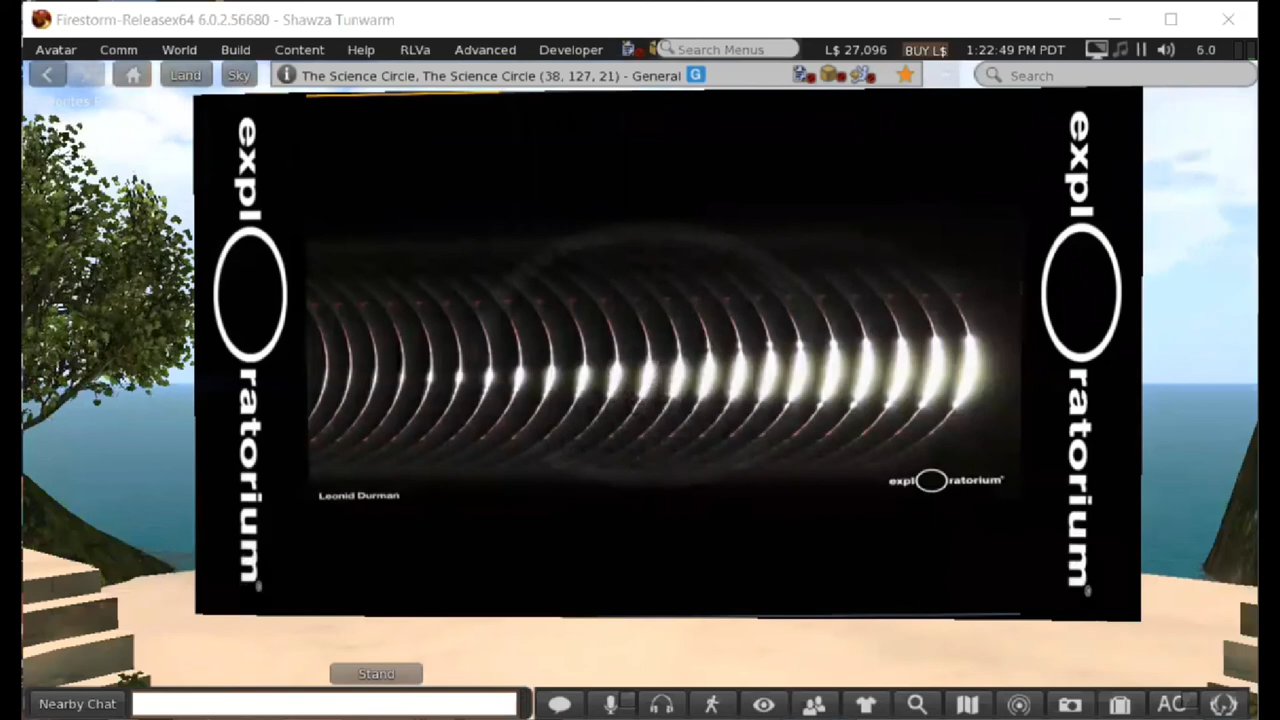 Firestorm-Releasex64 6.0.2.56680 - Shawza Tunwarm
Avatar Comm World Build Content Help RLVa Advanced Developer Search Menus L$ 27,096 BUY L$ 1:22:49 PM PDT 6.0
Land Sky The Science Circle, The Science Circle (38, 127, 21) - General G Search
expl ratorium®
expl ratorium®
Leonid Durman
expl ratorium®
Stand
Nearby Chat AC